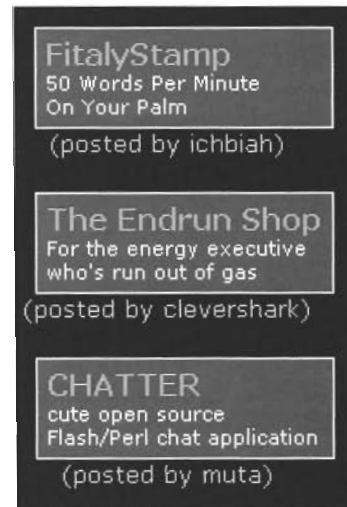 FitalyStamp
50 Words Per Minute
On Your Palm
(posted by ichbiah)
The Endrun Shop
For the energy executive
who's run out of gas
(posted by clevershark)
CHATTER
cute open source
Flash/Perl chat application
(posted by muta)